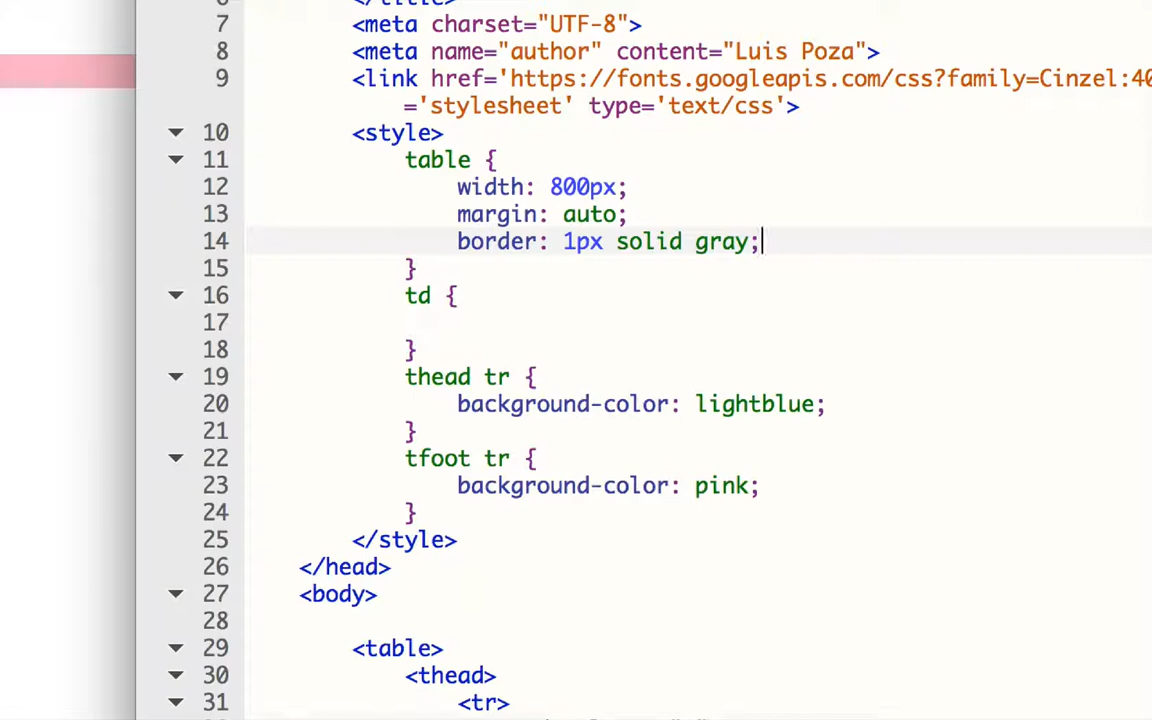 </title>
7 <meta charset="UTF-8">
8 <meta name="author" content="Luis Poza">
9 <link href='https://fonts.googleapis.com/css?family=Cinzel:40
='stylesheet' type='text/css'>
10 <style>
11 table {
12 width: 800px;
13 margin: auto;
14 border: 1px solid gray;
15 }
16 td {
17
18 }
19 thead tr {
20 background-color: lightblue;
21 }
22 tfoot tr {
23 background-color: pink;
24 }
25 </style>
26 </head>
27 <body>
28
29 <table>
30 <thead>
31 <tr>